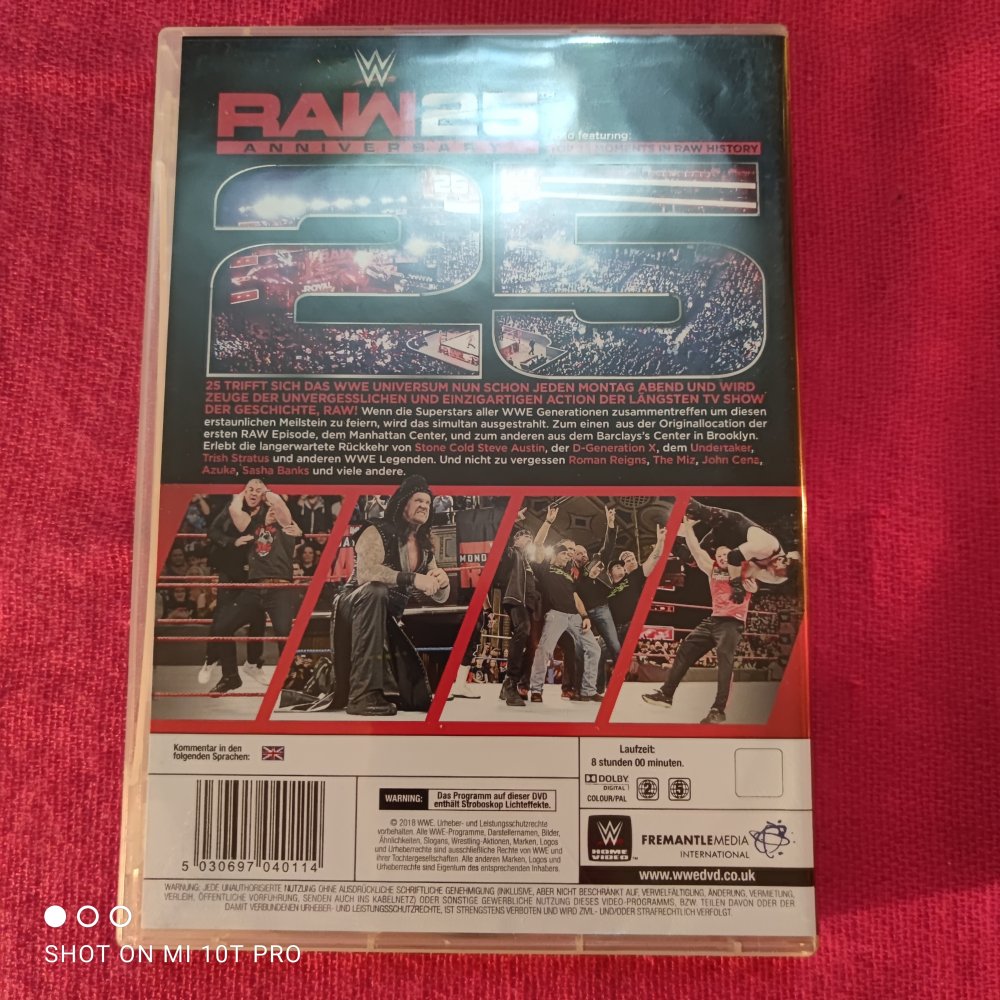 RAW25
ANNIVERSARY
featuring:
MOMENTS IN RAW HISTORY
25
ROYAL
25 TRIFFT SICH DAS WWE UNIVERSUM NUN SCHON JEDEN MONTAG ABEND UND WIRD
ZEUGE DER UNVERGESSLICHEN UND EINZIGARTIGEN ACTION DER LÄNGSTEN TV SHOW
DER GESCHICHTE, RAW! Wenn die Superstars aller WWE Generationen zusammentreffen um diesen
erstaunlichen Meilstein zu feiern, wird das simultan ausgestrahlt. Zum einen aus der Originallocation der
ersten RAW Episode, dem Manhattan Center, und zum anderen aus dem Barclays's Center in Brooklyn.
Erlebt die langerwartete Rückkehr von Stone Cold Steve Austin, der D-Generation X, dem Undertaker,
Trish Stratus und anderen WWE Legenden. Und nicht zu vergessen Roman Reigns, The Miz, John Cena,
Azuka, Sasha Banks und viele andere.
Kommentar in den
folgenden Sprachen:
Laufzeit:
8 stunden 00 minuten.
DOLBY
DIGITAL
COLOUR/PAL
2 5
WARNING: Das Programm auf dieser DVD
enthält Stroboskop Lichteffekte.
© 2018 WWE. Urheber- und Leistungsschutzrechte
vorbehalten. Alle WWE-Programme, Darstellernamen, Bilder,
Ähnlichkeiten, Slogans, Wrestling-Aktionen, Marken, Logos
und Urheberrechte sind ausschließliche Rechte von WWE und
ihrer Tochtergesellschaften. Alle anderen Marken, Logos und
Urheberrechte sind Eigentum des entsprechenden Inhabers.
5 030697 040114
W
HOME
VIDEO
FREMANTLEMEDIA
INTERNATIONAL
www.wwedvd.co.uk
WARNUNG: JEDE UNAUTHORISIERTE NUTZUNG OHNE AUSDRÜCKLICHE SCHRIFTLICHE GENEHMIGUNG (INKLUSIVE, ABER NICHT BESCHRÄNKT AUF, VERVIELFÄLTIGUNG, ÄNDERUNG, VERMIETUNG,
VERLEIH, ÖFFENTLICHE VORFÜHRUNG, SENDEN AUCH INS KABELNETZ) ODER SONSTIGE GEWERBLICHE NUTZUNG DIESES VIDEO-PROGRAMMS, BZW. TEILEN DAVON ODER DER
DAMIT VERBUNDENEN URHEBER- UND LEISTUNGSSCHUTZRECHTE, IST STRENGSTENS VERBOTEN UND WIRD ZIVIL- UND/ODER STRAFRECHTLICH VERFOLGT.
SHOT ON MI 10T PRO